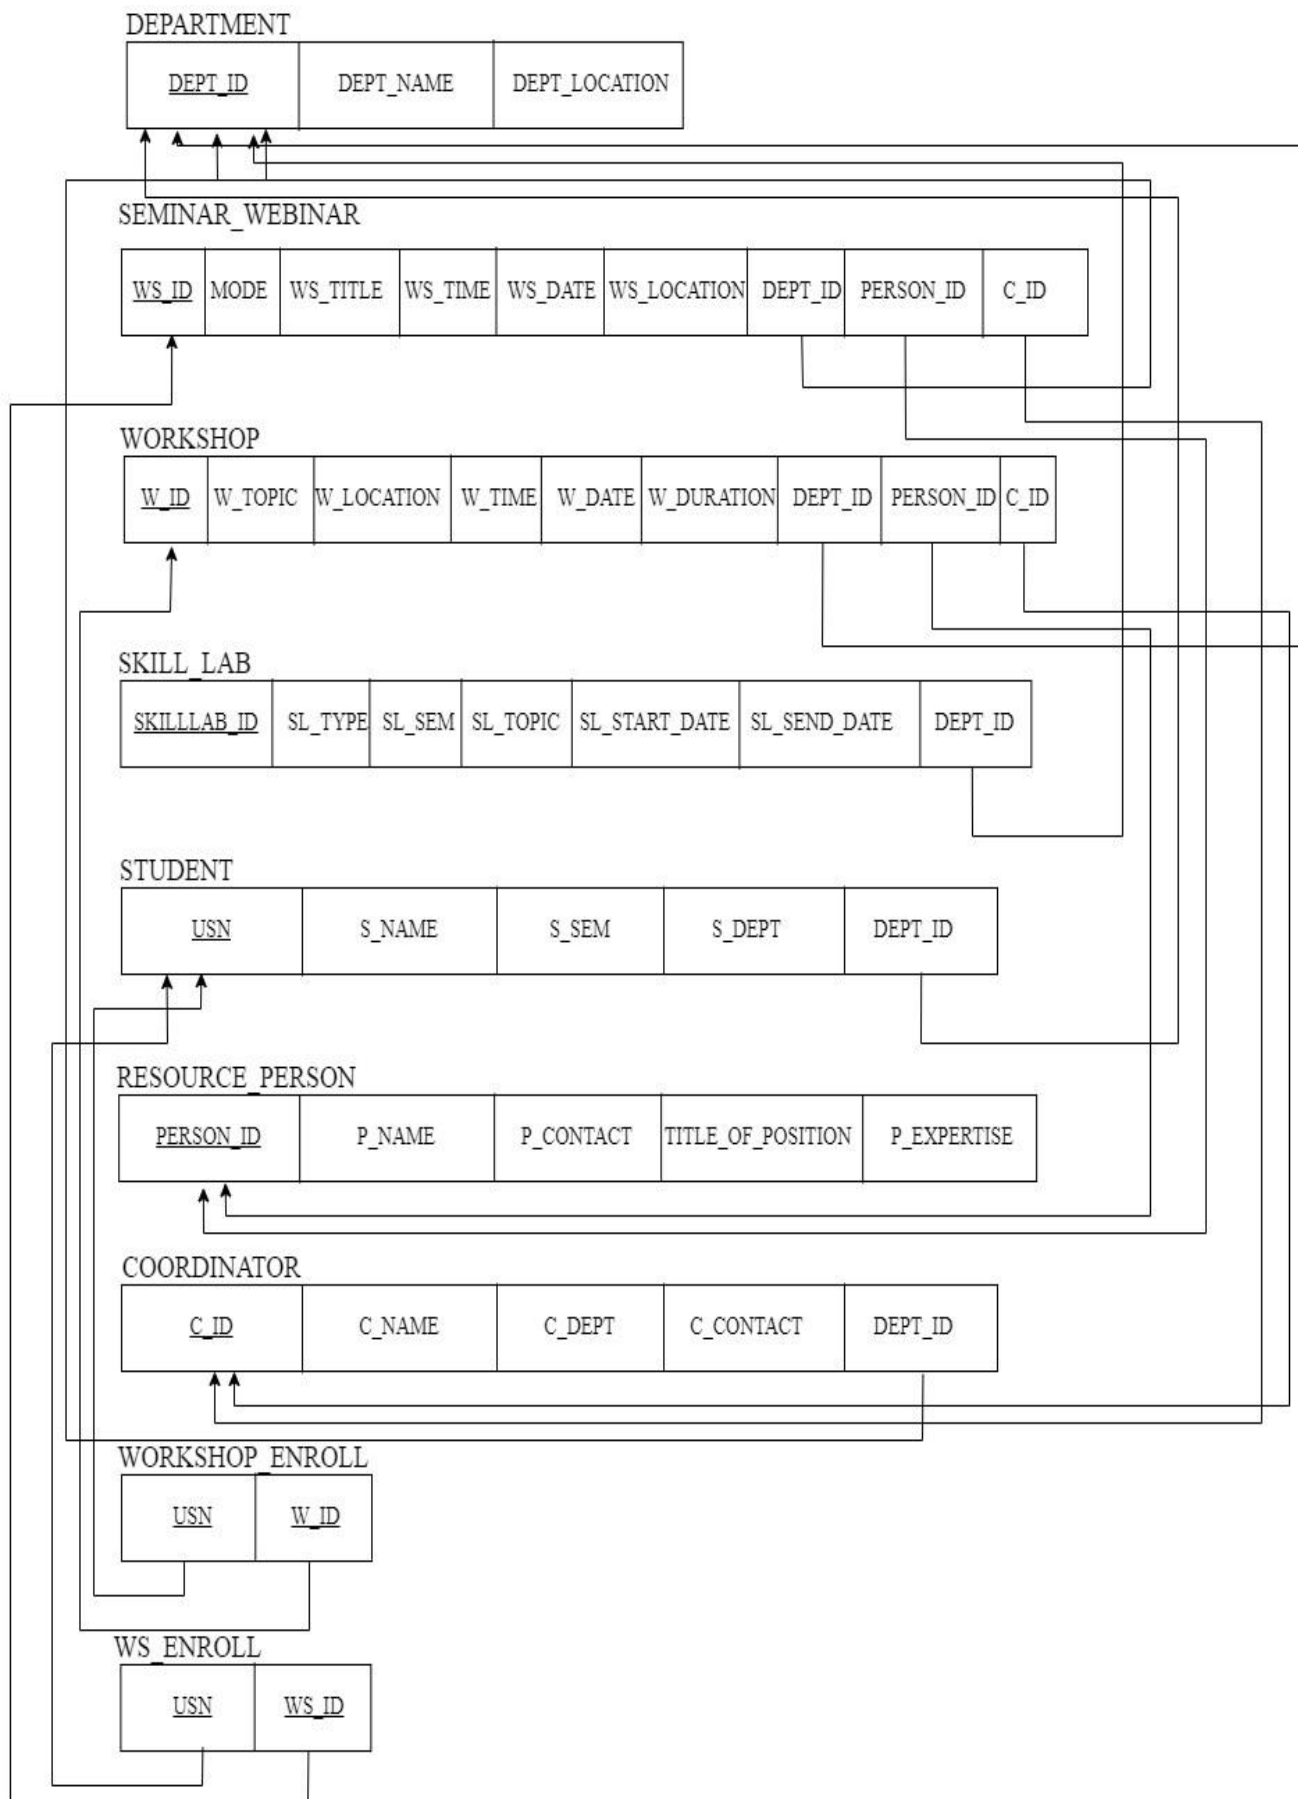 DEPARTMENT
DEPT_ID DEPT_NAME DEPT_LOCATION
SEMINAR_WEBINAR
WS_ID MODE WS_TITLE WS_TIME WS_DATE WS_LOCATION DEPT_ID PERSON_ID C_ID
WORKSHOP
W_ID W_TOPIC W_LOCATION W_TIME W_DATE W_DURATION DEPT_ID PERSON_ID C_ID
SKILL_LAB
SKILLLAB_ID SL_TYPE SL_SEM SL_TOPIC SL_START_DATE SL_SEND_DATE DEPT_ID
STUDENT
USN S_NAME S_SEM S_DEPT DEPT_ID
RESOURCE_PERSON
PERSON_ID P_NAME P_CONTACT TITLE_OF_POSITION P_EXPERTISE
COORDINATOR
C_ID C_NAME C_DEPT C_CONTACT DEPT_ID
WORKSHOP_ENROLL
USN W_ID
WS_ENROLL
USN WS_ID